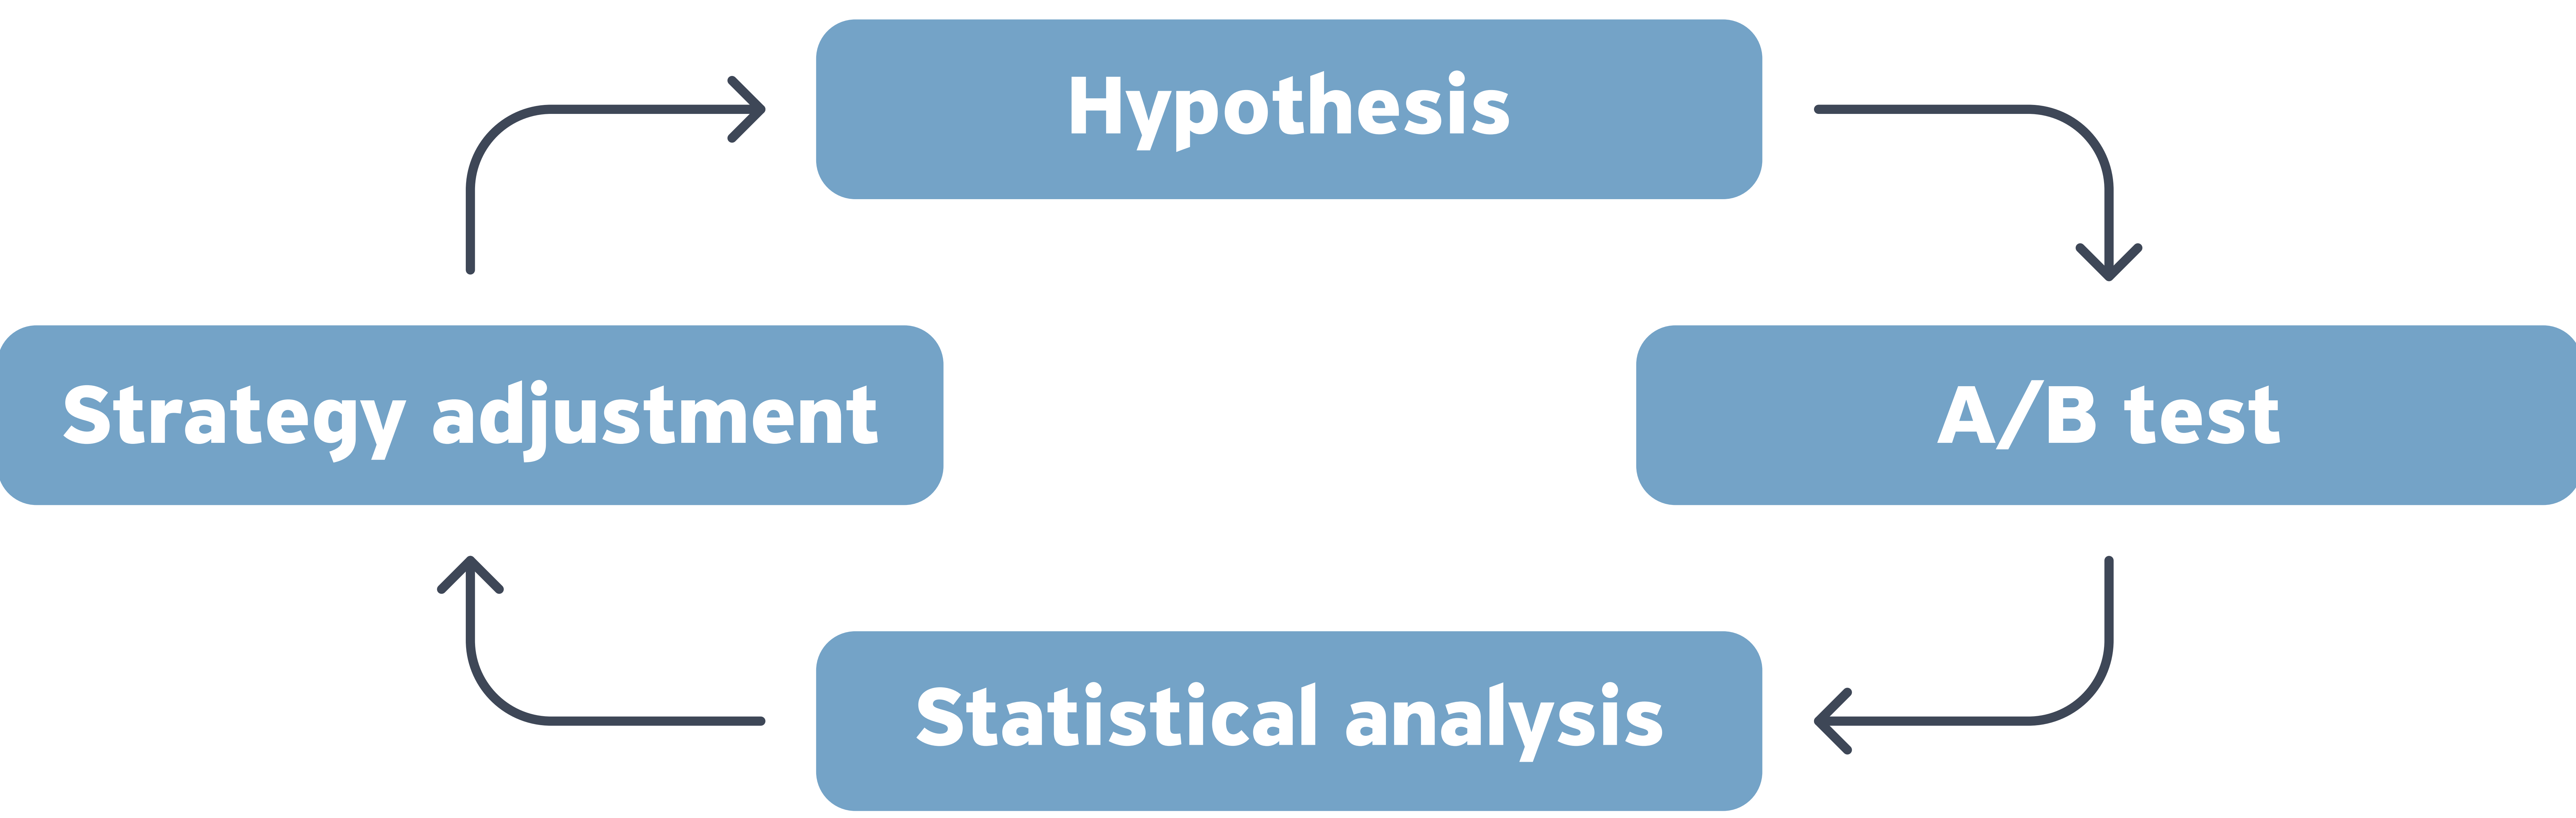 Hypothesis
Strategy adjustment
A/B test
Statistical analysis